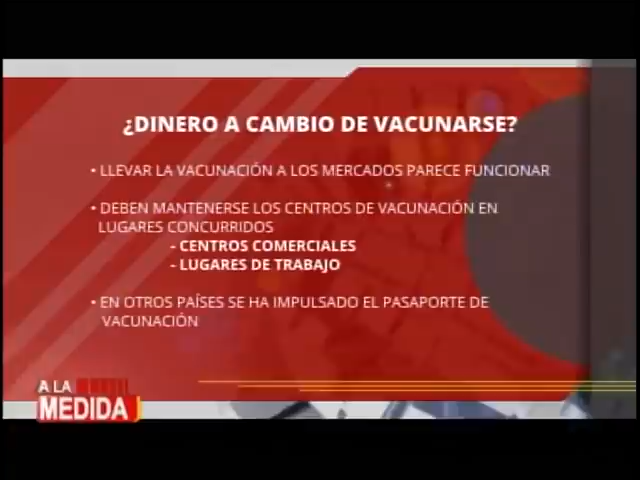 ¿DINERO A CAMBIO DE VACUNARSE?
• LLEVAR LA VACUNACIÓN A LOS MERCADOS PARECE FUNCIONAR
• DEBEN MANTENERSE LOS CENTROS DE VACUNACIÓN EN
LUGARES CONCURRIDOS
- CENTROS COMERCIALES
- LUGARES DE TRABAJO
• EN OTROS PAÍSES SE HA IMPULSADO EL PASAPORTE DE
VACUNACIÓN
A LA
MEDIDA